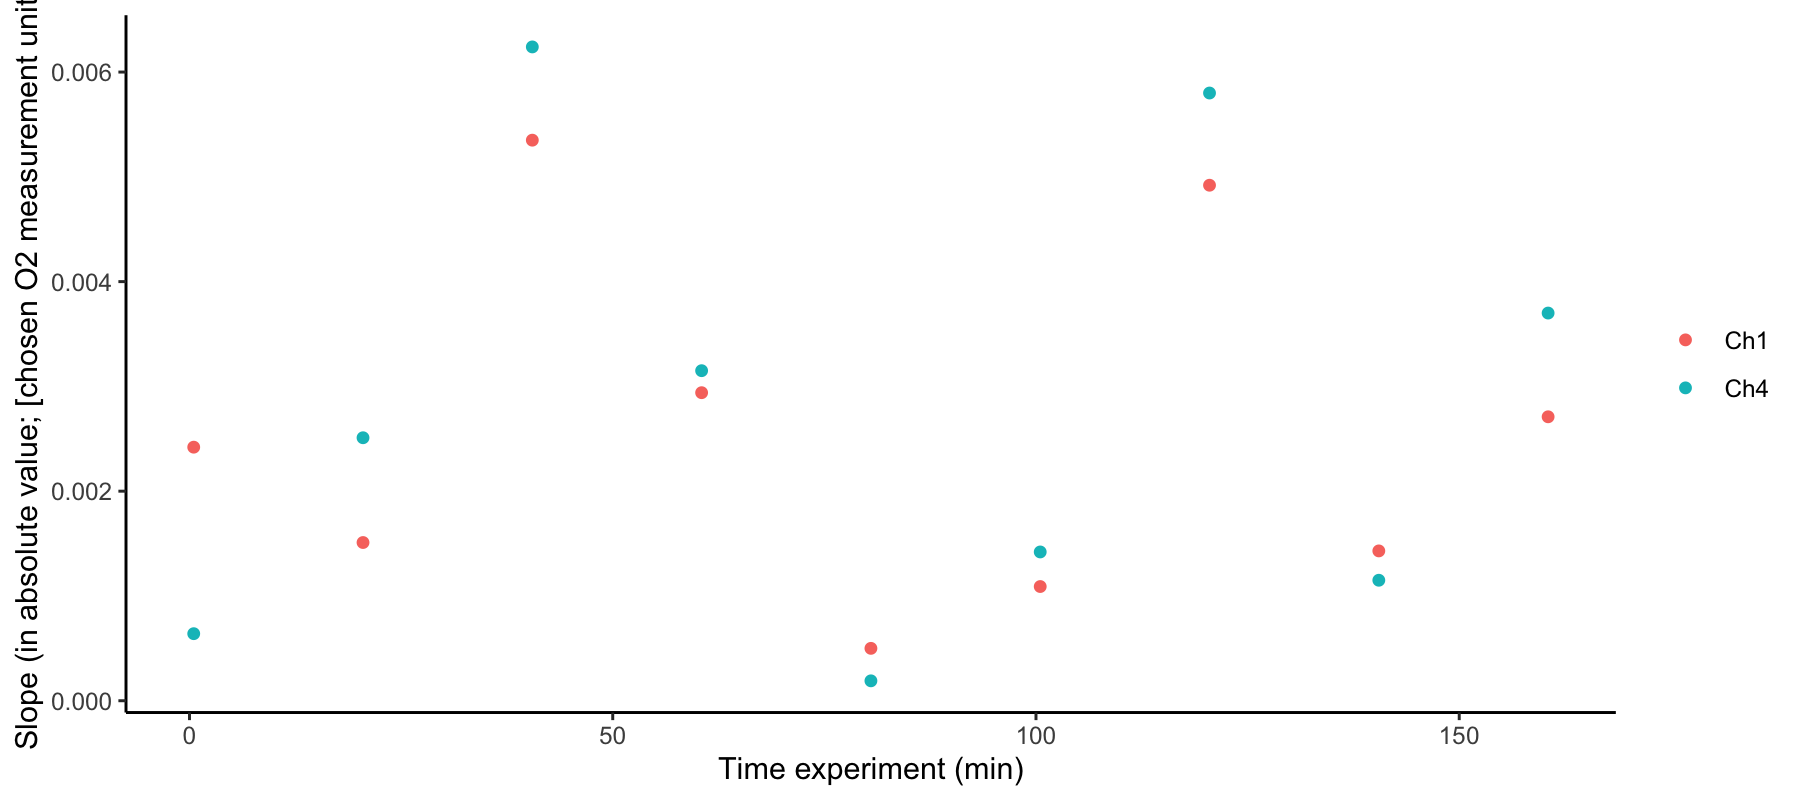 Slope (in absolute value; [chosen O2 measurement unit
0.006
0.004
0.002
0.000
0
50
100
150
Time experiment (min)
Ch1
Ch4